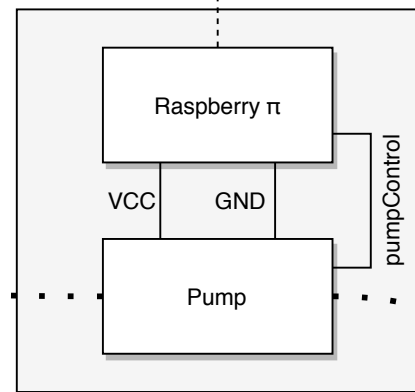 Raspberry π
VCC
GND
pumpControl
Pump